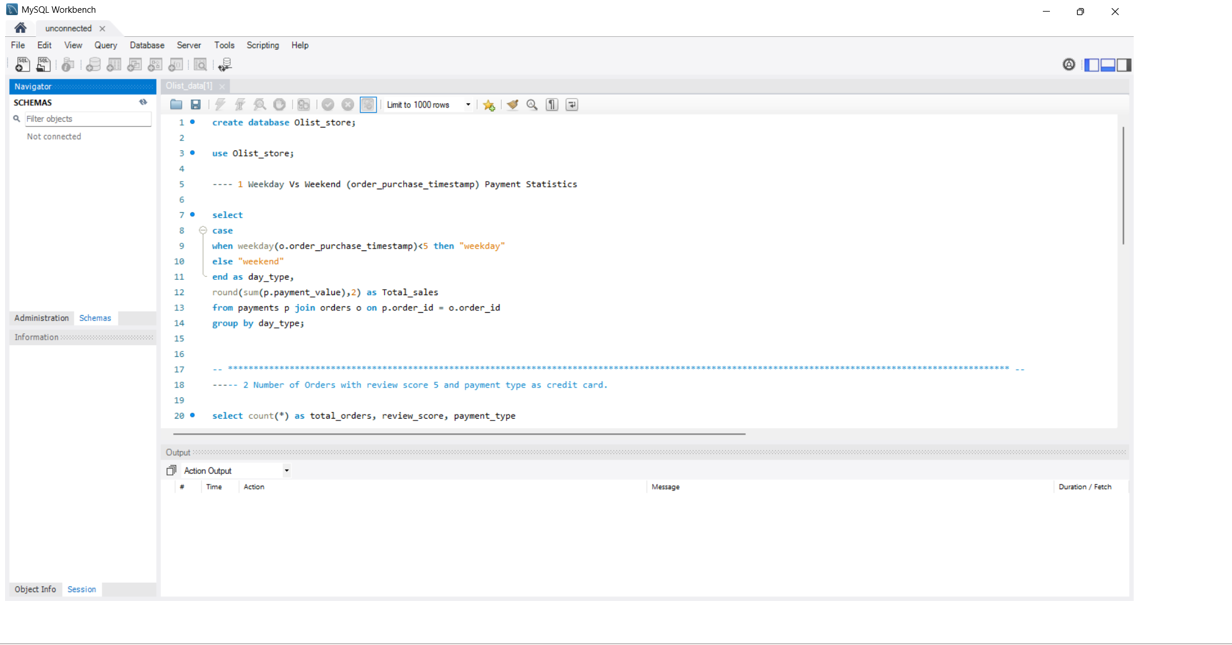 MySQL Workbench
unconnected
File Edit View Query Database Server Tools Scripting Help
Navigator
SCHEMAS
Filter objects
Not connected
Administration Schemas
Information
Object Info Session
Olist_data[1]
Limit to 1000 rows
1 create database Olist_store;
2
3 use Olist_store;
4
5 ---- 1 Weekday Vs Weekend (order_purchase_timestamp) Payment Statistics
6
7 select
8 case
9 when weekday(o.order_purchase_timestamp)<5 then "weekday"
10 else "weekend"
11 end as day_type,
12 round(sum(p.payment_value),2) as Total_sales
13 from payments p join orders o on p.order_id = o.order_id
14 group by day_type;
15
16
17 -- ******************************************************************************************************************************************************** --
18 ----- 2 Number of Orders with review score 5 and payment type as credit card.
19
20 select count(*) as total_orders, review_score, payment_type
Output
Action Output
# Time Action Message Duration / Fetch